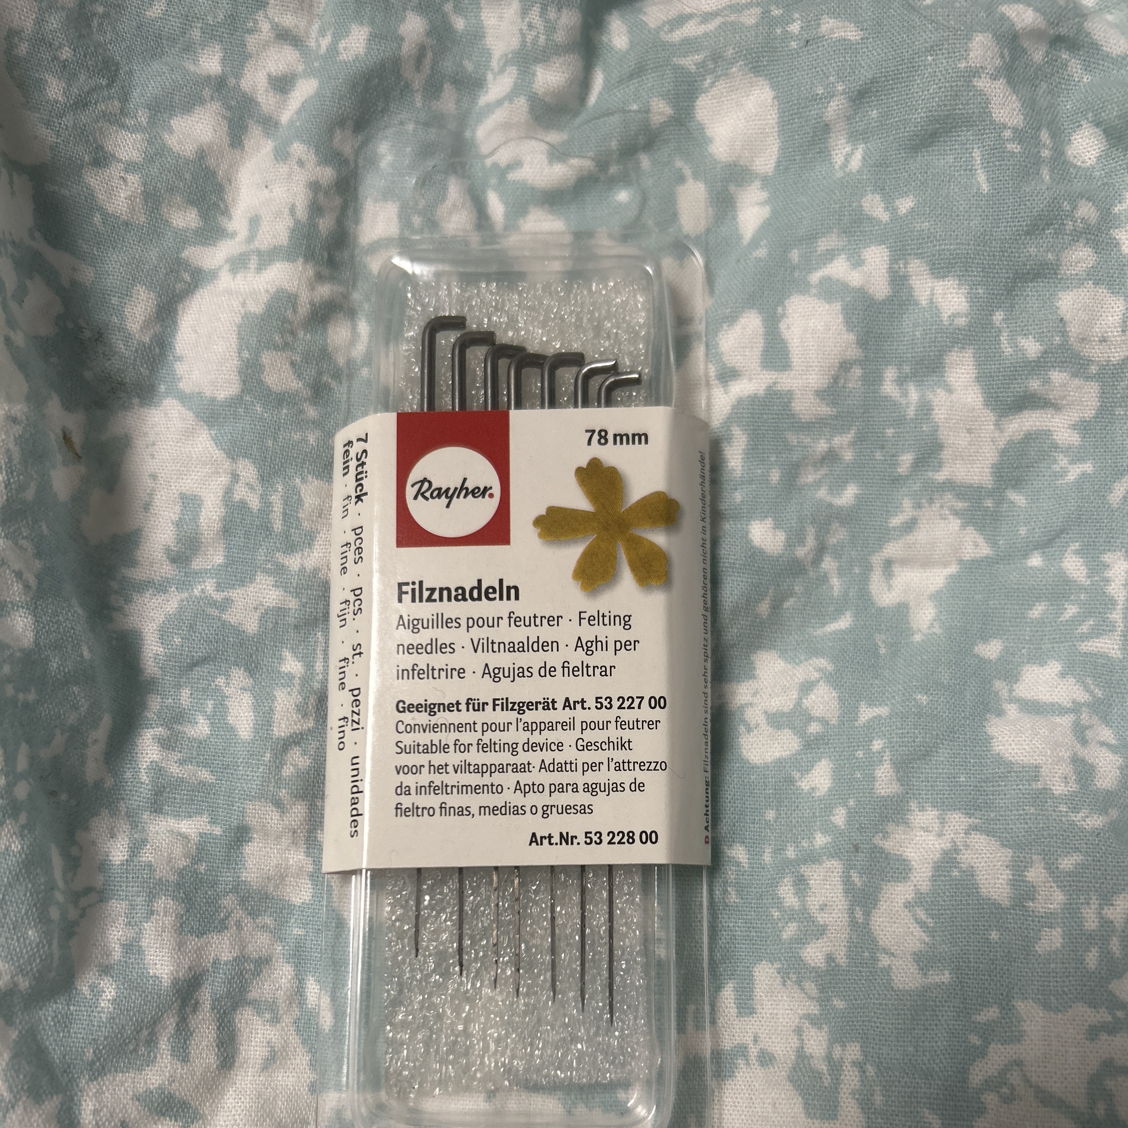 78 mm
Rayher.
Filznadeln
Aiguilles pour feutrer · Felting
needles · Viltnaalden · Aghi per
infeltrire · Agujas de fieltrar
Geeignet für Filzgerät Art. 53 227 00
Conviennent pour l'appareil pour feutrer
Suitable for felting device · Geschikt
voor het viltapparaat· Adatti per l'attrezzo
da infeltrimento · Apto para agujas de
fieltro finas, medias o gruesas
Art.Nr. 53 228 00
7 Stück · pces · pcs. · st. · pezzi · unidades
fein · fin · fine · fijn · fine · fino
D Achtung: Filznadeln sind sehr spitz und gehören nicht in Kinderhände!